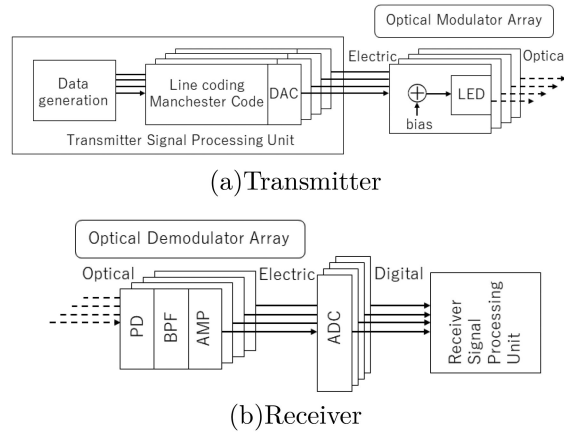 Optical Modulator Array
Electric
Optical
Data
generation
Line coding
Manchester Code
DAC
LED
bias
Transmitter Signal Processing Unit
(a)Transmitter
Optical Demodulator Array
Optical
Electric
Digital
PD
BPF
AMP
ADC
Receiver
Signal
Processing
Unit
(b)Receiver